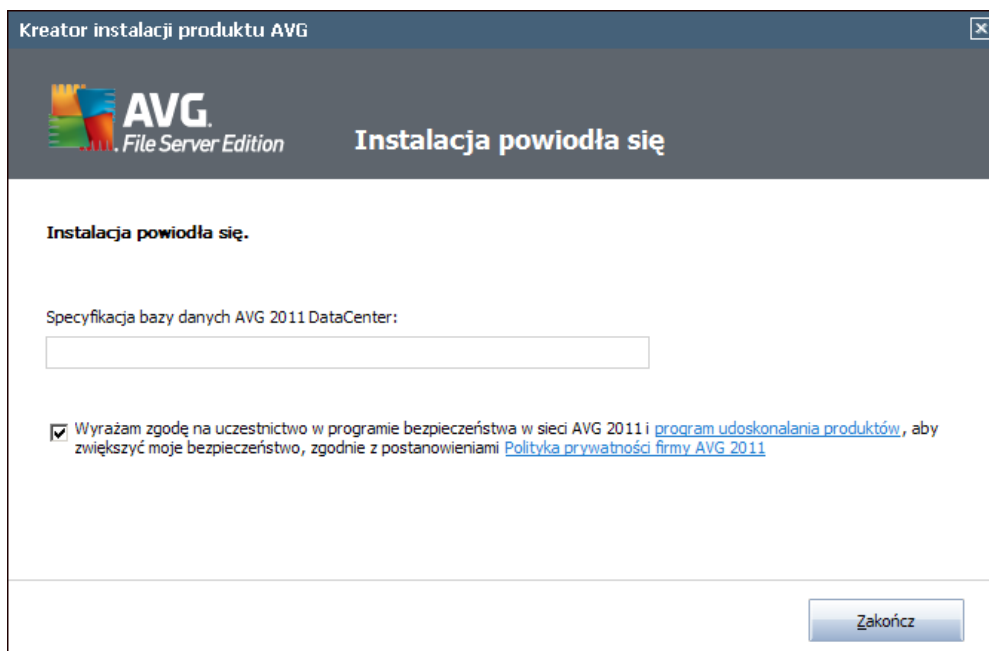 Kreator instalacji produktu AVG
AVG.
File Server Edition
Instalacja powiodła się
Instalacja powiodła się.
Specyfikacja bazy danych AVG 2011 DataCenter:
Wyrażam zgodę na uczestnictwo w programie bezpieczeństwa w sieci AVG 2011 i program udoskonalania produktów, aby
zwiększyć moje bezpieczeństwo, zgodnie z postanowieniami Polityka prywatności firmy AVG 2011
Zakończ